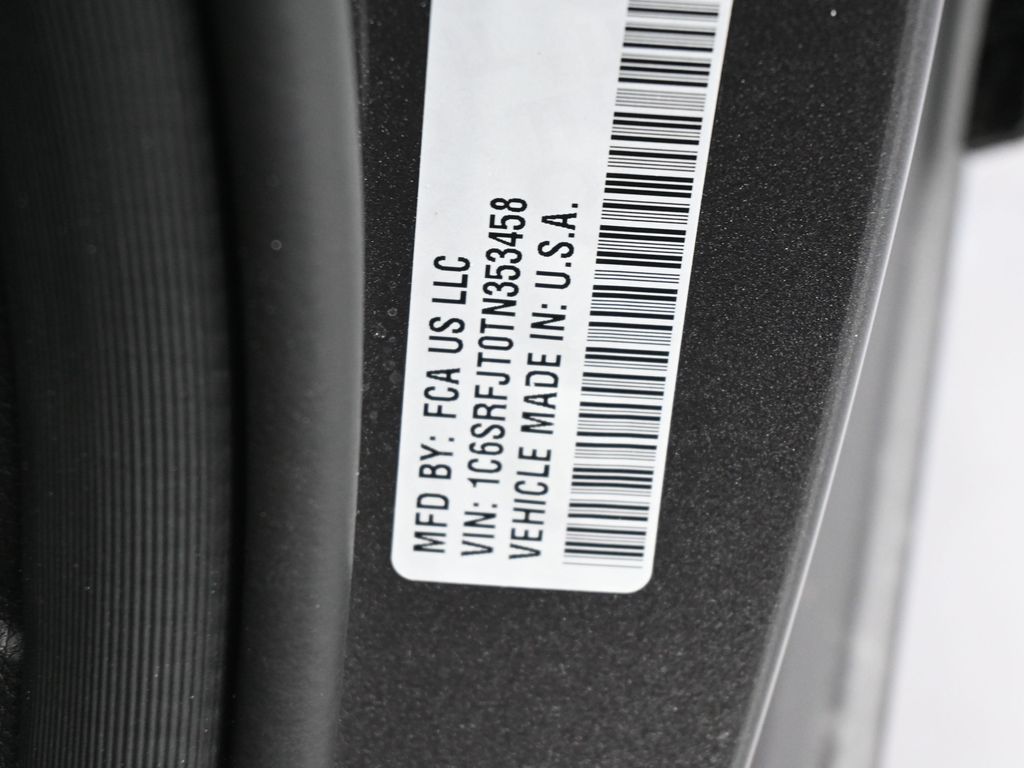 MFD BY: FCA US LLC
VIN: 1C6SRFJT0TN353458
VEHICLE MADE IN: U.S.A.